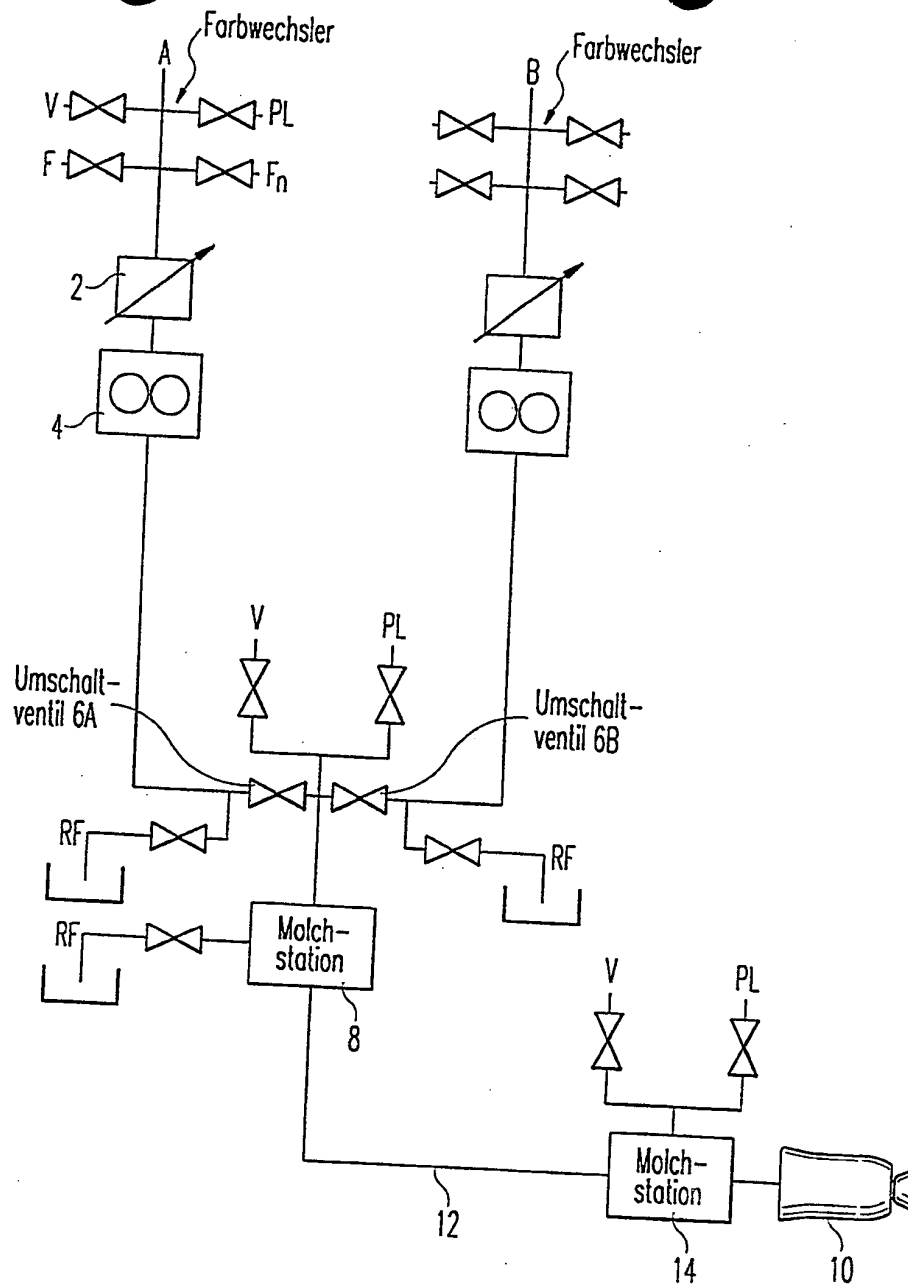 Farbwechsler
A
V
PL
F
Fn
2
4
Farbwechsler
B
V
PL
Umschalt-
ventil 6A
Umschalt-
ventil 6B
RF
RF
RF
Molch-
station
8
V
PL
Molch-
station
12
14
10